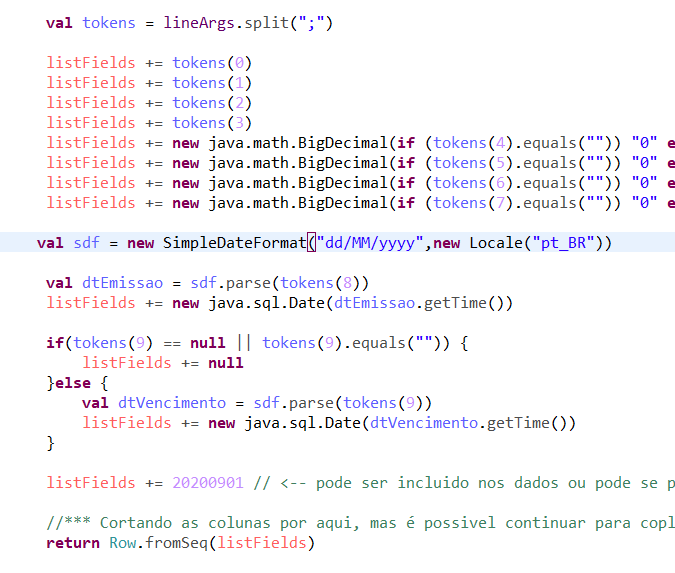 val tokens = lineArgs.split(";")
listFields += tokens(0)
listFields += tokens(1)
listFields += tokens(2)
listFields += tokens(3)
listFields += new java.math.BigDecimal(if (tokens(4).equals("")) "0" e
listFields += new java.math.BigDecimal(if (tokens(5).equals("")) "0" e
listFields += new java.math.BigDecimal(if (tokens(6).equals("")) "0" e
listFields += new java.math.BigDecimal(if (tokens(7).equals("")) "0" e
val sdf = new SimpleDateFormat("dd/MM/yyyy",new Locale("pt_BR"))
val dtEmissao = sdf.parse(tokens(8))
listFields += new java.sql.Date(dtEmissao.getTime())
if(tokens(9) == null || tokens(9).equals("")) {
listFields += null
}else {
val dtVencimento = sdf.parse(tokens(9))
listFields += new java.sql.Date(dtVencimento.getTime())
}
listFields += 20200901 // <-- pode ser incluido nos dados ou pode se p
//*** Cortando as colunas por aqui, mas é possivel continuar para copl
return Row.fromSeq(listFields)